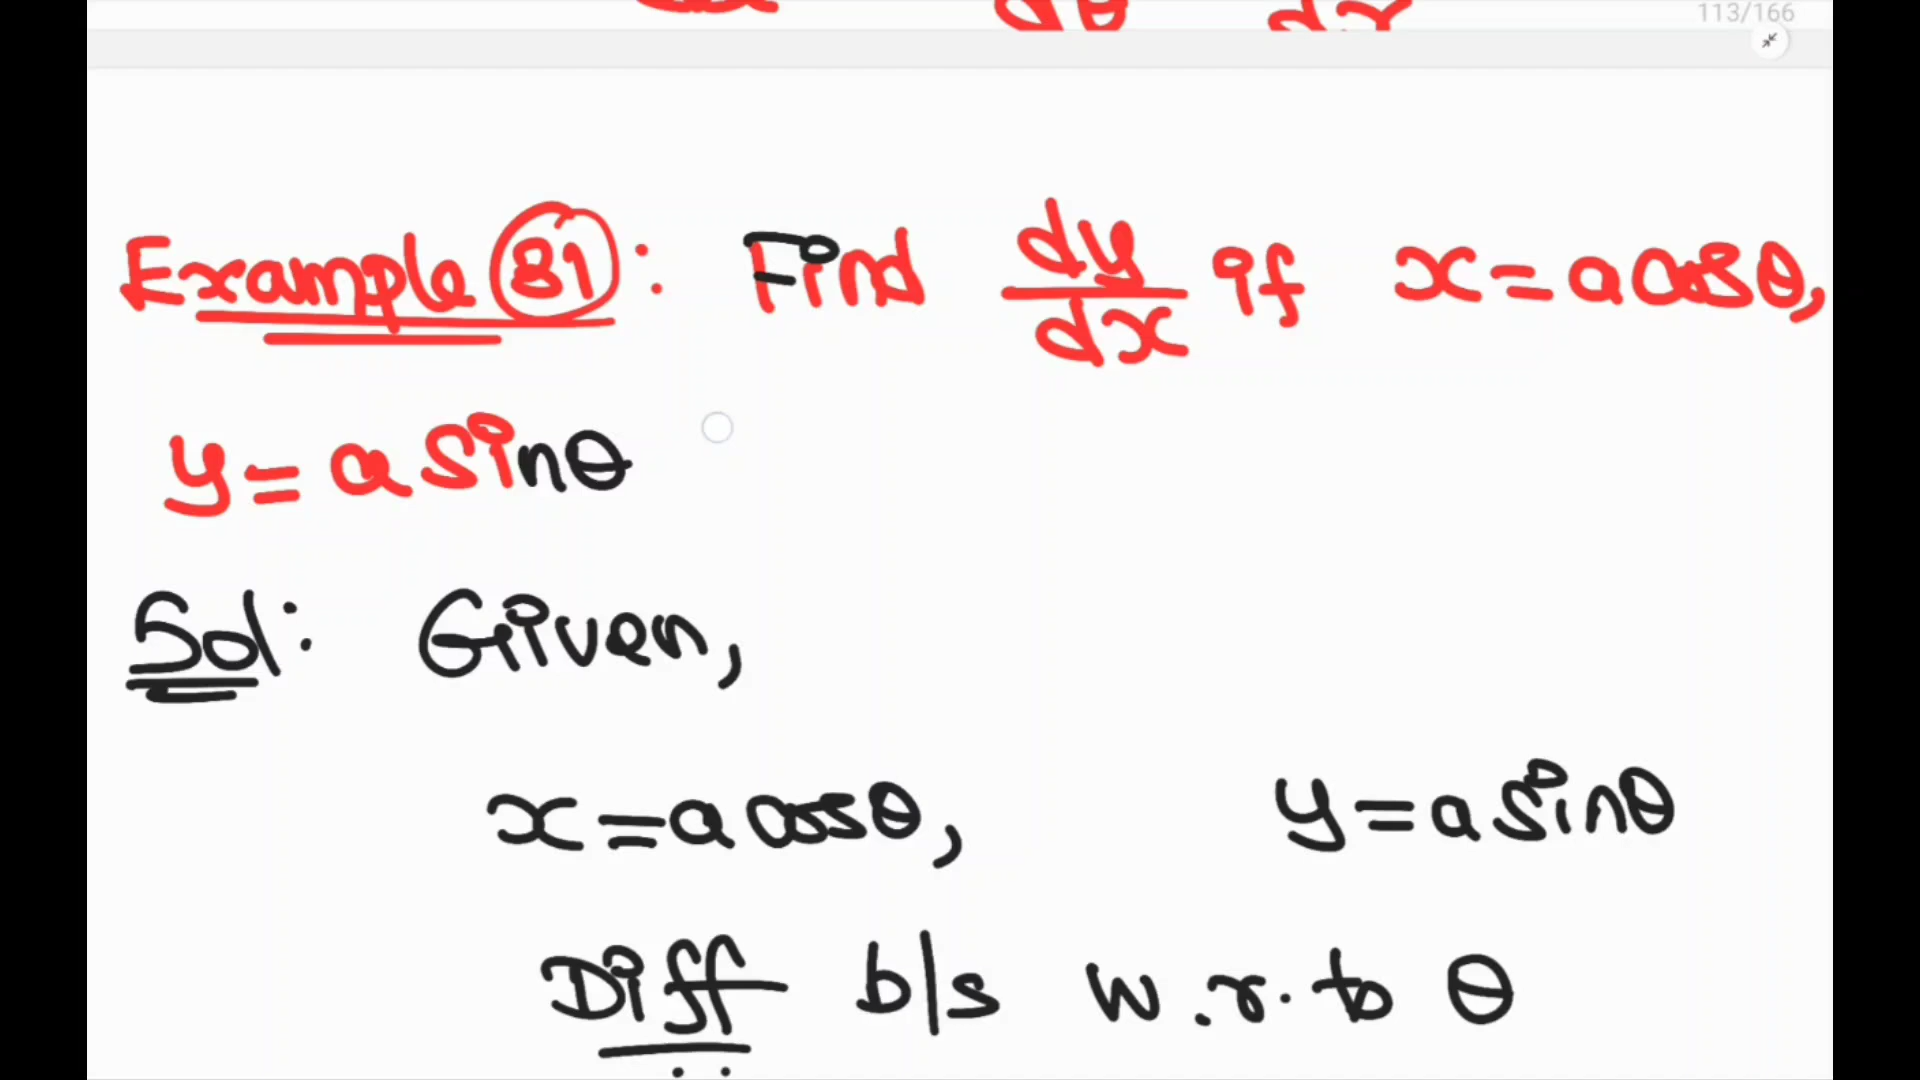 113/166
Example 81: Find dy/dx if x = a cosθ,
y = a sinθ
Sol: Given,
x = a cosθ, y = a sinθ
Diff b/s w.r.to θ